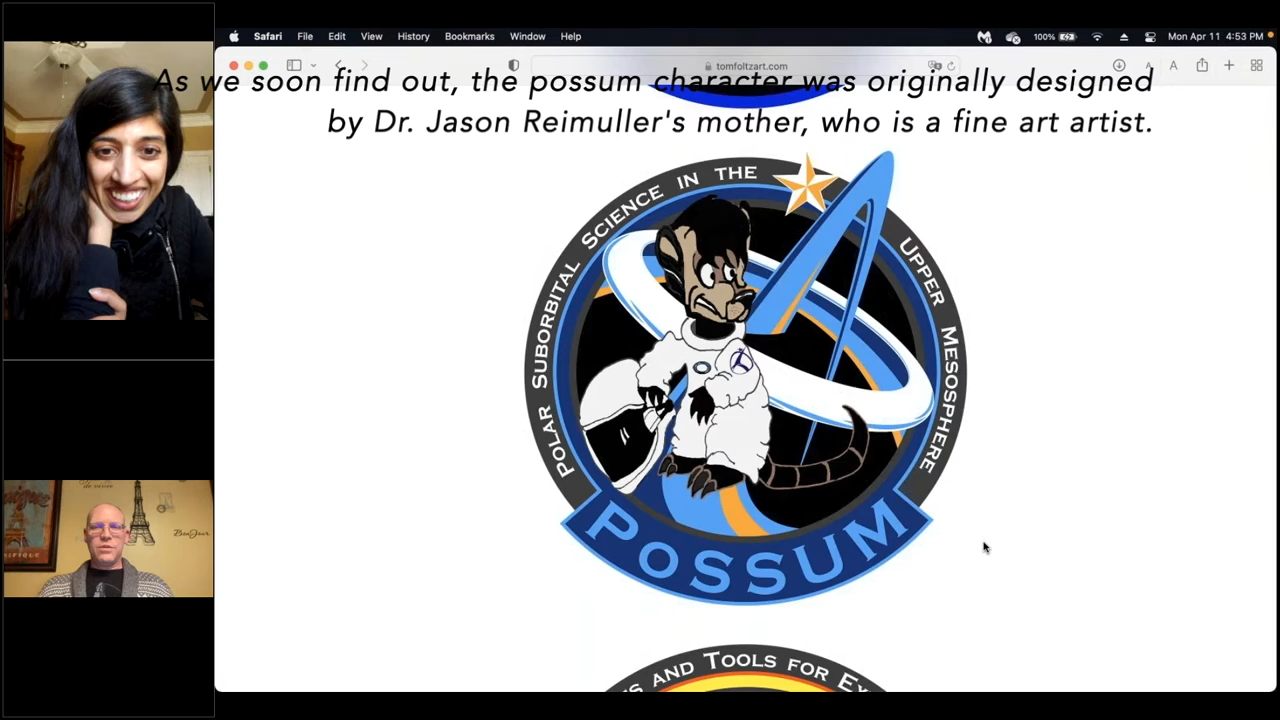 Safari File Edit View History Bookmarks Window Help 100% Mon Apr 11 4:53 PM
tomfoltzart.com A A
As we soon find out, the possum character was originally designed
by Dr. Jason Reimuller's mother, who is a fine art artist.
POLAR SUBORBITAL SCIENCE IN THE UPPER MESOSPHERE
PoSSUM
AND TOOLS FOR
BonJour